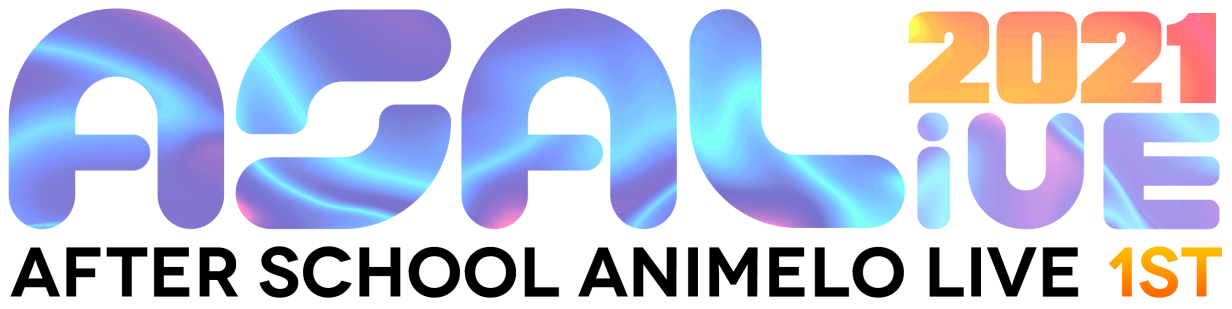 ASALiVE 2021
AFTER SCHOOL ANIMELO LIVE 1ST